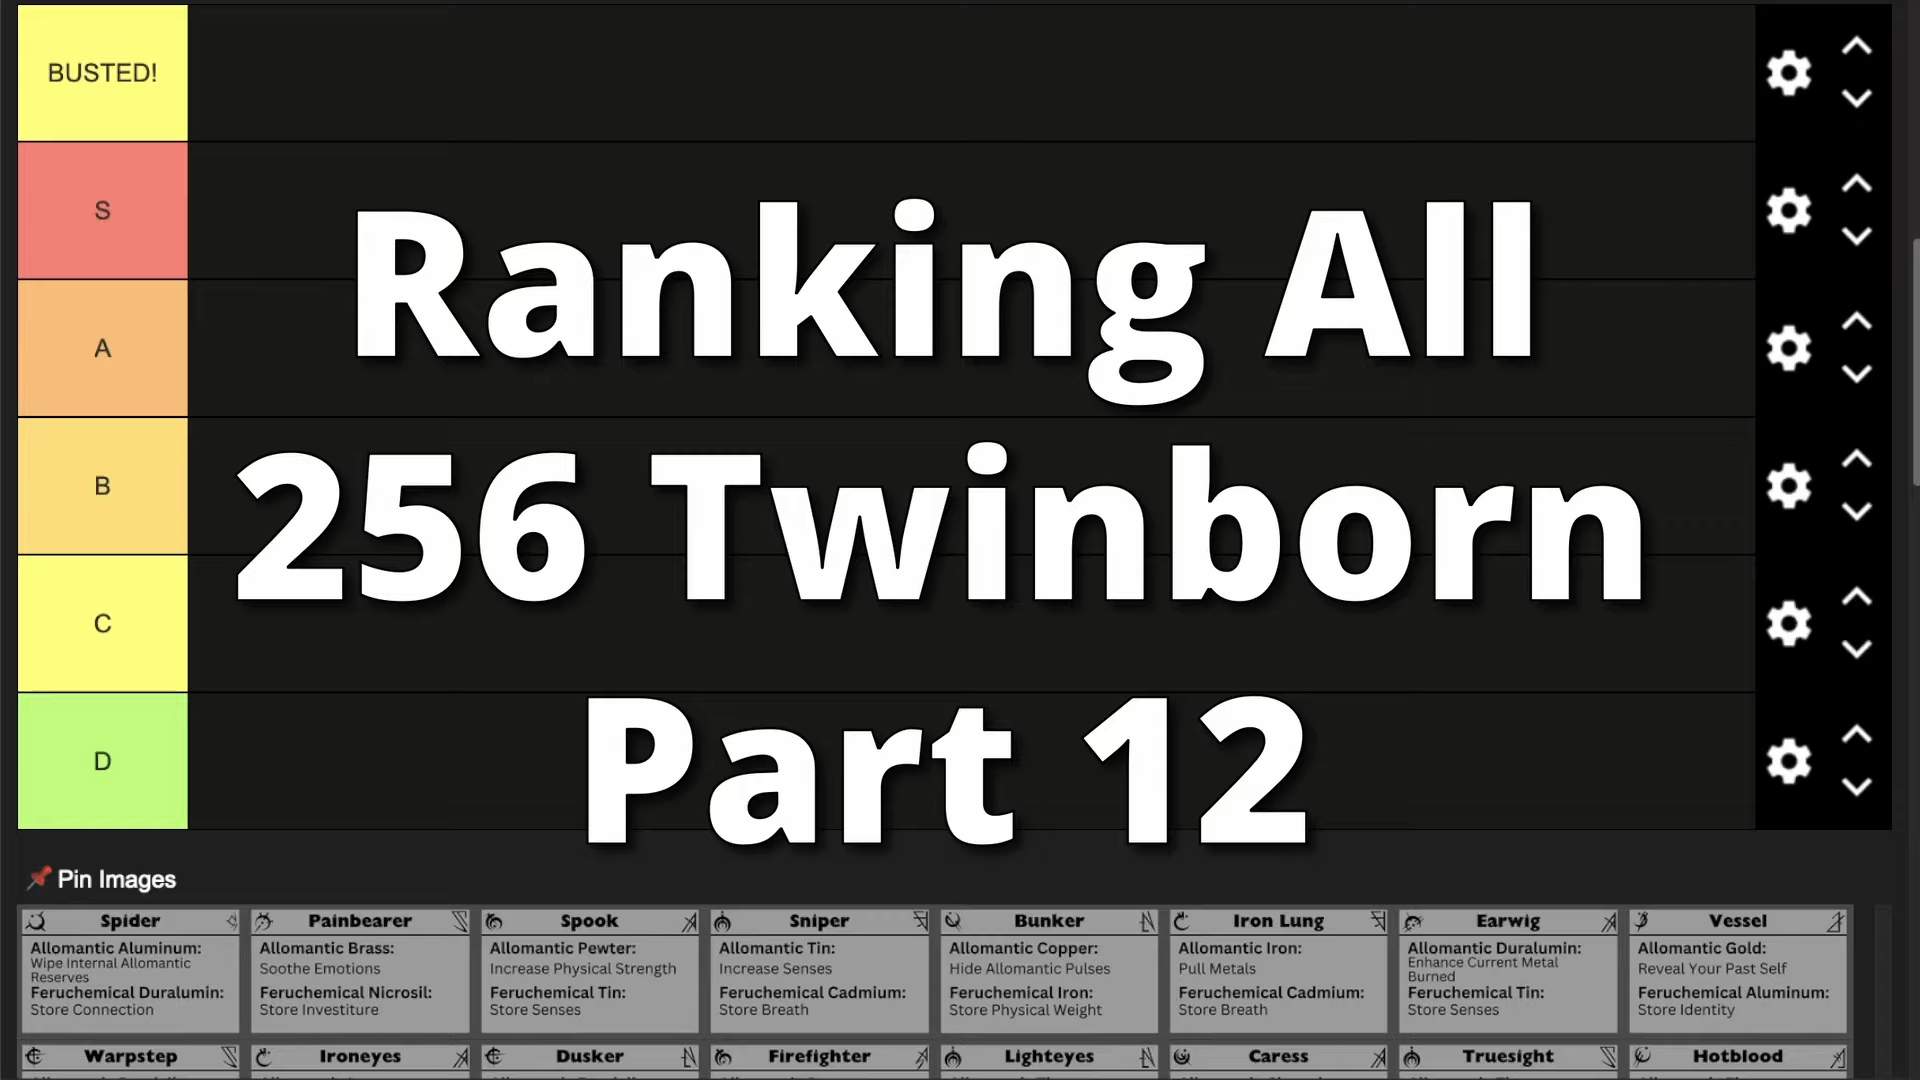 BUSTED!
S
A
B
C
D
Ranking All
256 Twinborn
Part 12
Pin Images
Spider
Allomantic Aluminum:
Wipe Internal Allomantic
Reserves
Feruchemical Duralumin:
Store Connection
Painbearer
Allomantic Brass:
Soothe Emotions
Feruchemical Nicrosil:
Store Investiture
Spook
Allomantic Pewter:
Increase Physical Strength
Feruchemical Tin:
Store Senses
Sniper
Allomantic Tin:
Increase Senses
Feruchemical Cadmium:
Store Breath
Bunker
Allomantic Copper:
Hide Allomantic Pulses
Feruchemical Iron:
Store Physical Weight
Iron Lung
Allomantic Iron:
Pull Metals
Feruchemical Cadmium:
Store Breath
Earwig
Allomantic Duralumin:
Enhance Current Metal
Burned
Feruchemical Tin:
Store Senses
Vessel
Allomantic Gold:
Reveal Your Past Self
Feruchemical Aluminum:
Store Identity
Warpstep
Ironeyes
Dusker
Firefighter
Lighteyes
Caress
Truesight
Hotblood